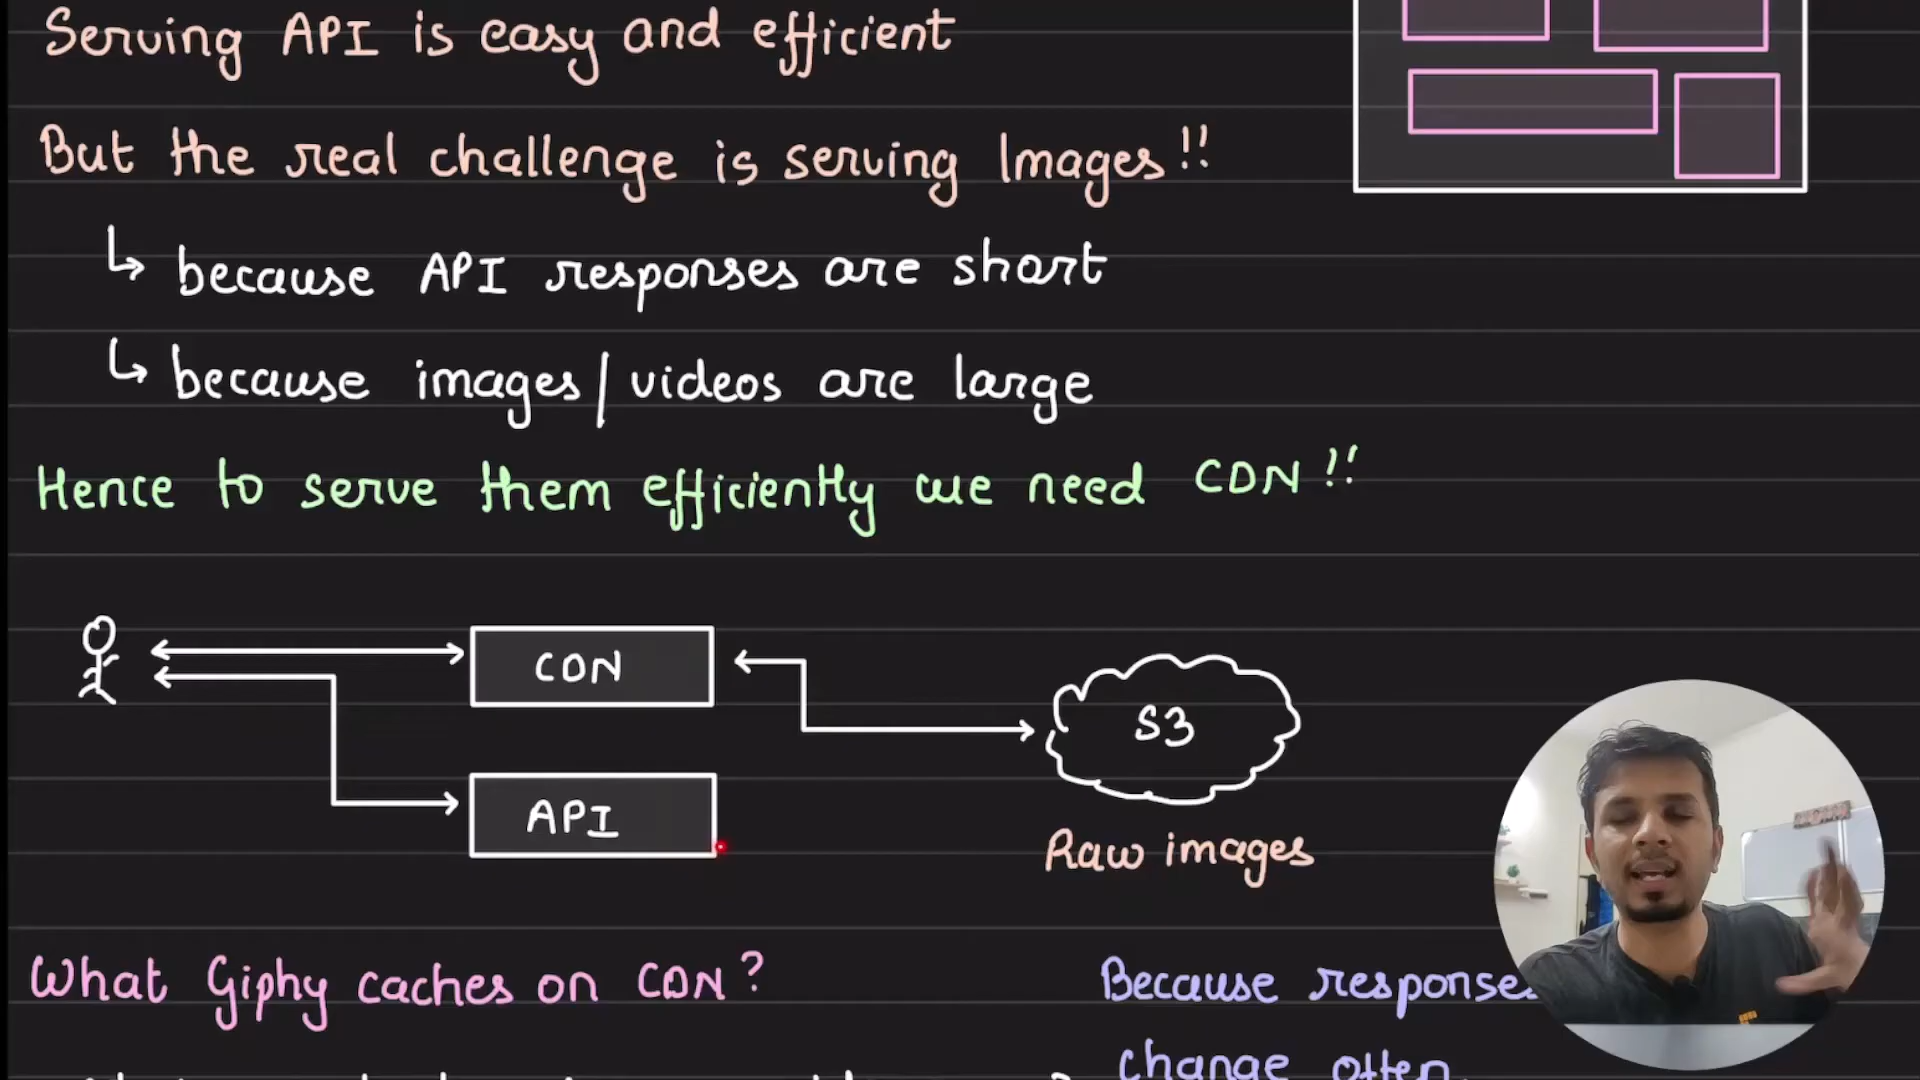 Serving API is easy and efficient
But the real challenge is serving Images!!
↳ because API responses are short
↳ because images/videos are large
Hence to serve them efficiently we need CDN!!
CDN
S3
API
Raw images
What Giphy caches on CDN?
Because response
change often.